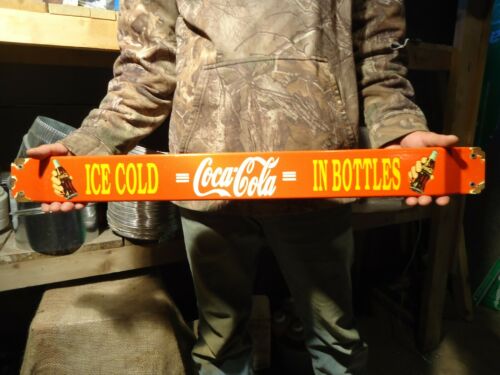 ICE COLD = Coca-Cola = IN BOTTLES